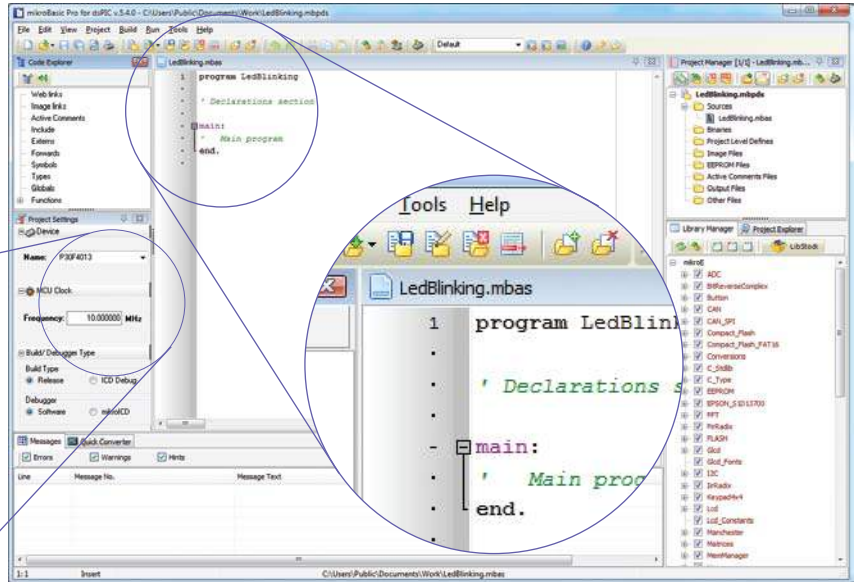 mikroBasic Pro for dsPIC v.5.4.0 - C:\Users\Public\Documents\Work\LedBlinking.mbpds
File Edit View Project Build Run Tools Help
Default
Code Explorer
Web links
Image links
Active Comments
Include
Externs
Forwards
Symbols
Types
Globals
Functions
Project Settings
Device
Name: P30F4013
MCU Clock
Frequency: 10.000000 MHz
Build/Debugger Type
Build Type
Release ICD Debug
Debugger
Software mikroICD
LedBlinking.mbas
1 program LedBlinking
' Declarations section
main:
' Main program
end.
Tools Help
LedBlinking.mbas
1 program LedBlink
' Declarations s
main:
' Main prog
end.
Project Manager [1/1] - LedBlinking.mb...
LedBlinking.mbpds
Sources
LedBlinking.mbas
Binaries
Project Level Defines
Image Files
EEPROM Files
Active Comments Files
Output Files
Other Files
Library Manager Project Explorer
LibStock
mikroE
ADC
BitReverseComplex
Button
CAN
CAN_SPI
Compact_Flash
Compact_Flash_FAT16
Conversions
C_Stdlib
C_Type
EEPROM
EPSON_S1D13700
FFT
FirRadix
FLASH
Glcd
Glcd_Fonts
I2C
IirRadix
Keypad4x4
Lcd
Lcd_Constants
Manchester
Matrices
MemManager
Messages Quick Converter
Errors Warnings Hints
Line Message No. Message Text
1:1 Insert C:\Users\Public\Documents\Work\LedBlinking.mbas